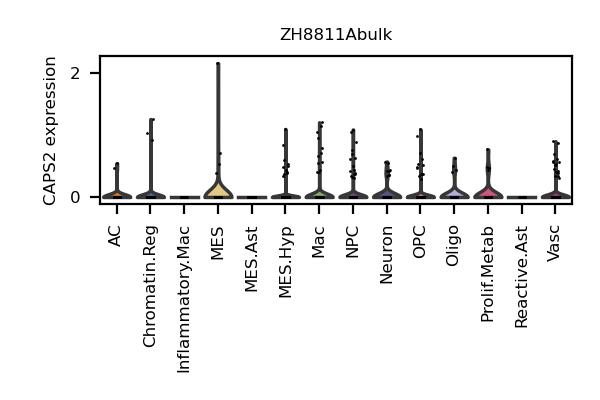 ZH8811Abulk
CAPS2 expression
2
0
AC
Chromatin.Reg
Inflammatory.Mac
MES
MES.Ast
MES.Hyp
Mac
NPC
Neuron
OPC
Oligo
Prolif.Metab
Reactive.Ast
Vasc